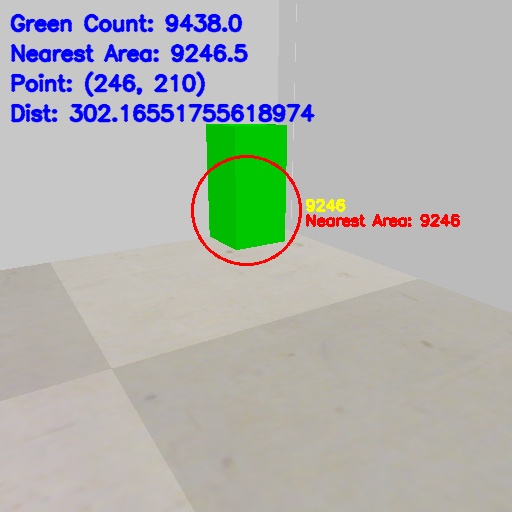 Green Count: 9438.0
Nearest Area: 9246.5
Point: (246, 210)
Dist: 302.16551755618974
9246
Nearest Area: 9246